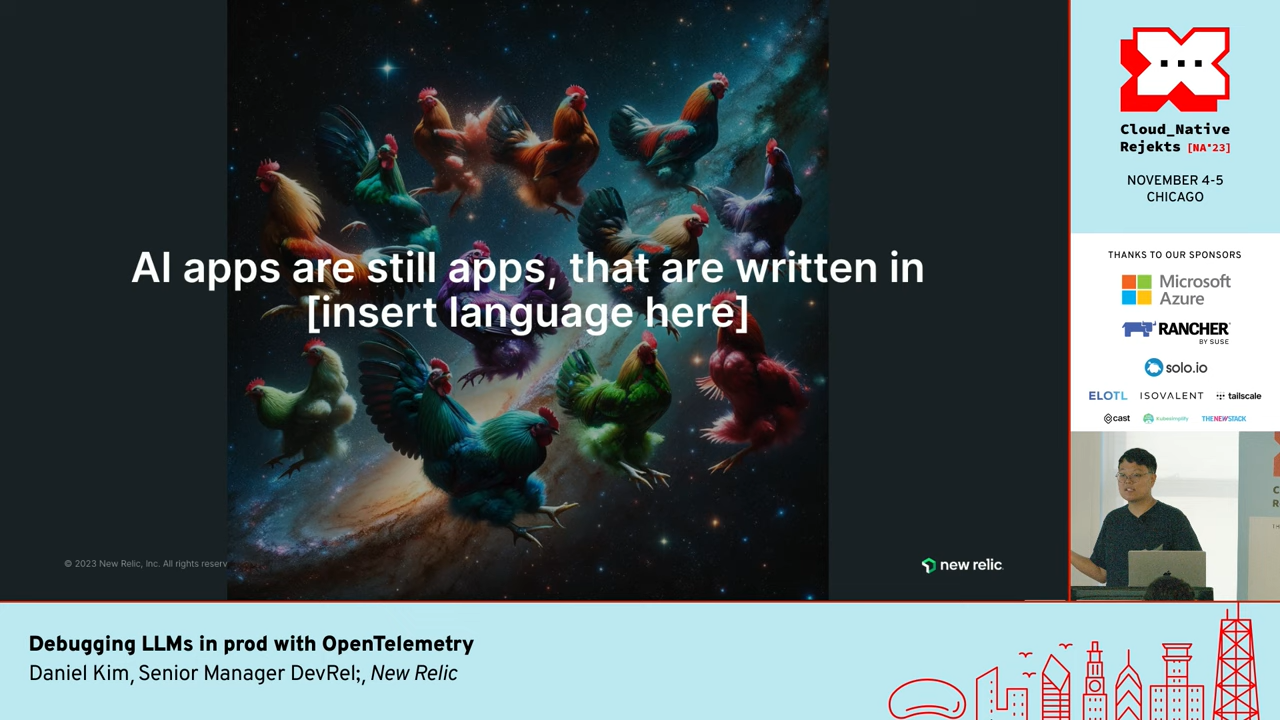 AI apps are still apps, that are written in
[insert language here]
© 2023 New Relic, Inc. All rights reserv
new relic
Cloud_Native
Rejekts [NA'23]
NOVEMBER 4-5
CHICAGO
THANKS TO OUR SPONSORS
Microsoft
Azure
RANCHER
BY SUSE
solo.io
ELOTL ISOVALENT tailscale
cast kubesimplify THENEWSTACK
Debugging LLMs in prod with OpenTelemetry
Daniel Kim, Senior Manager DevRel;, New Relic